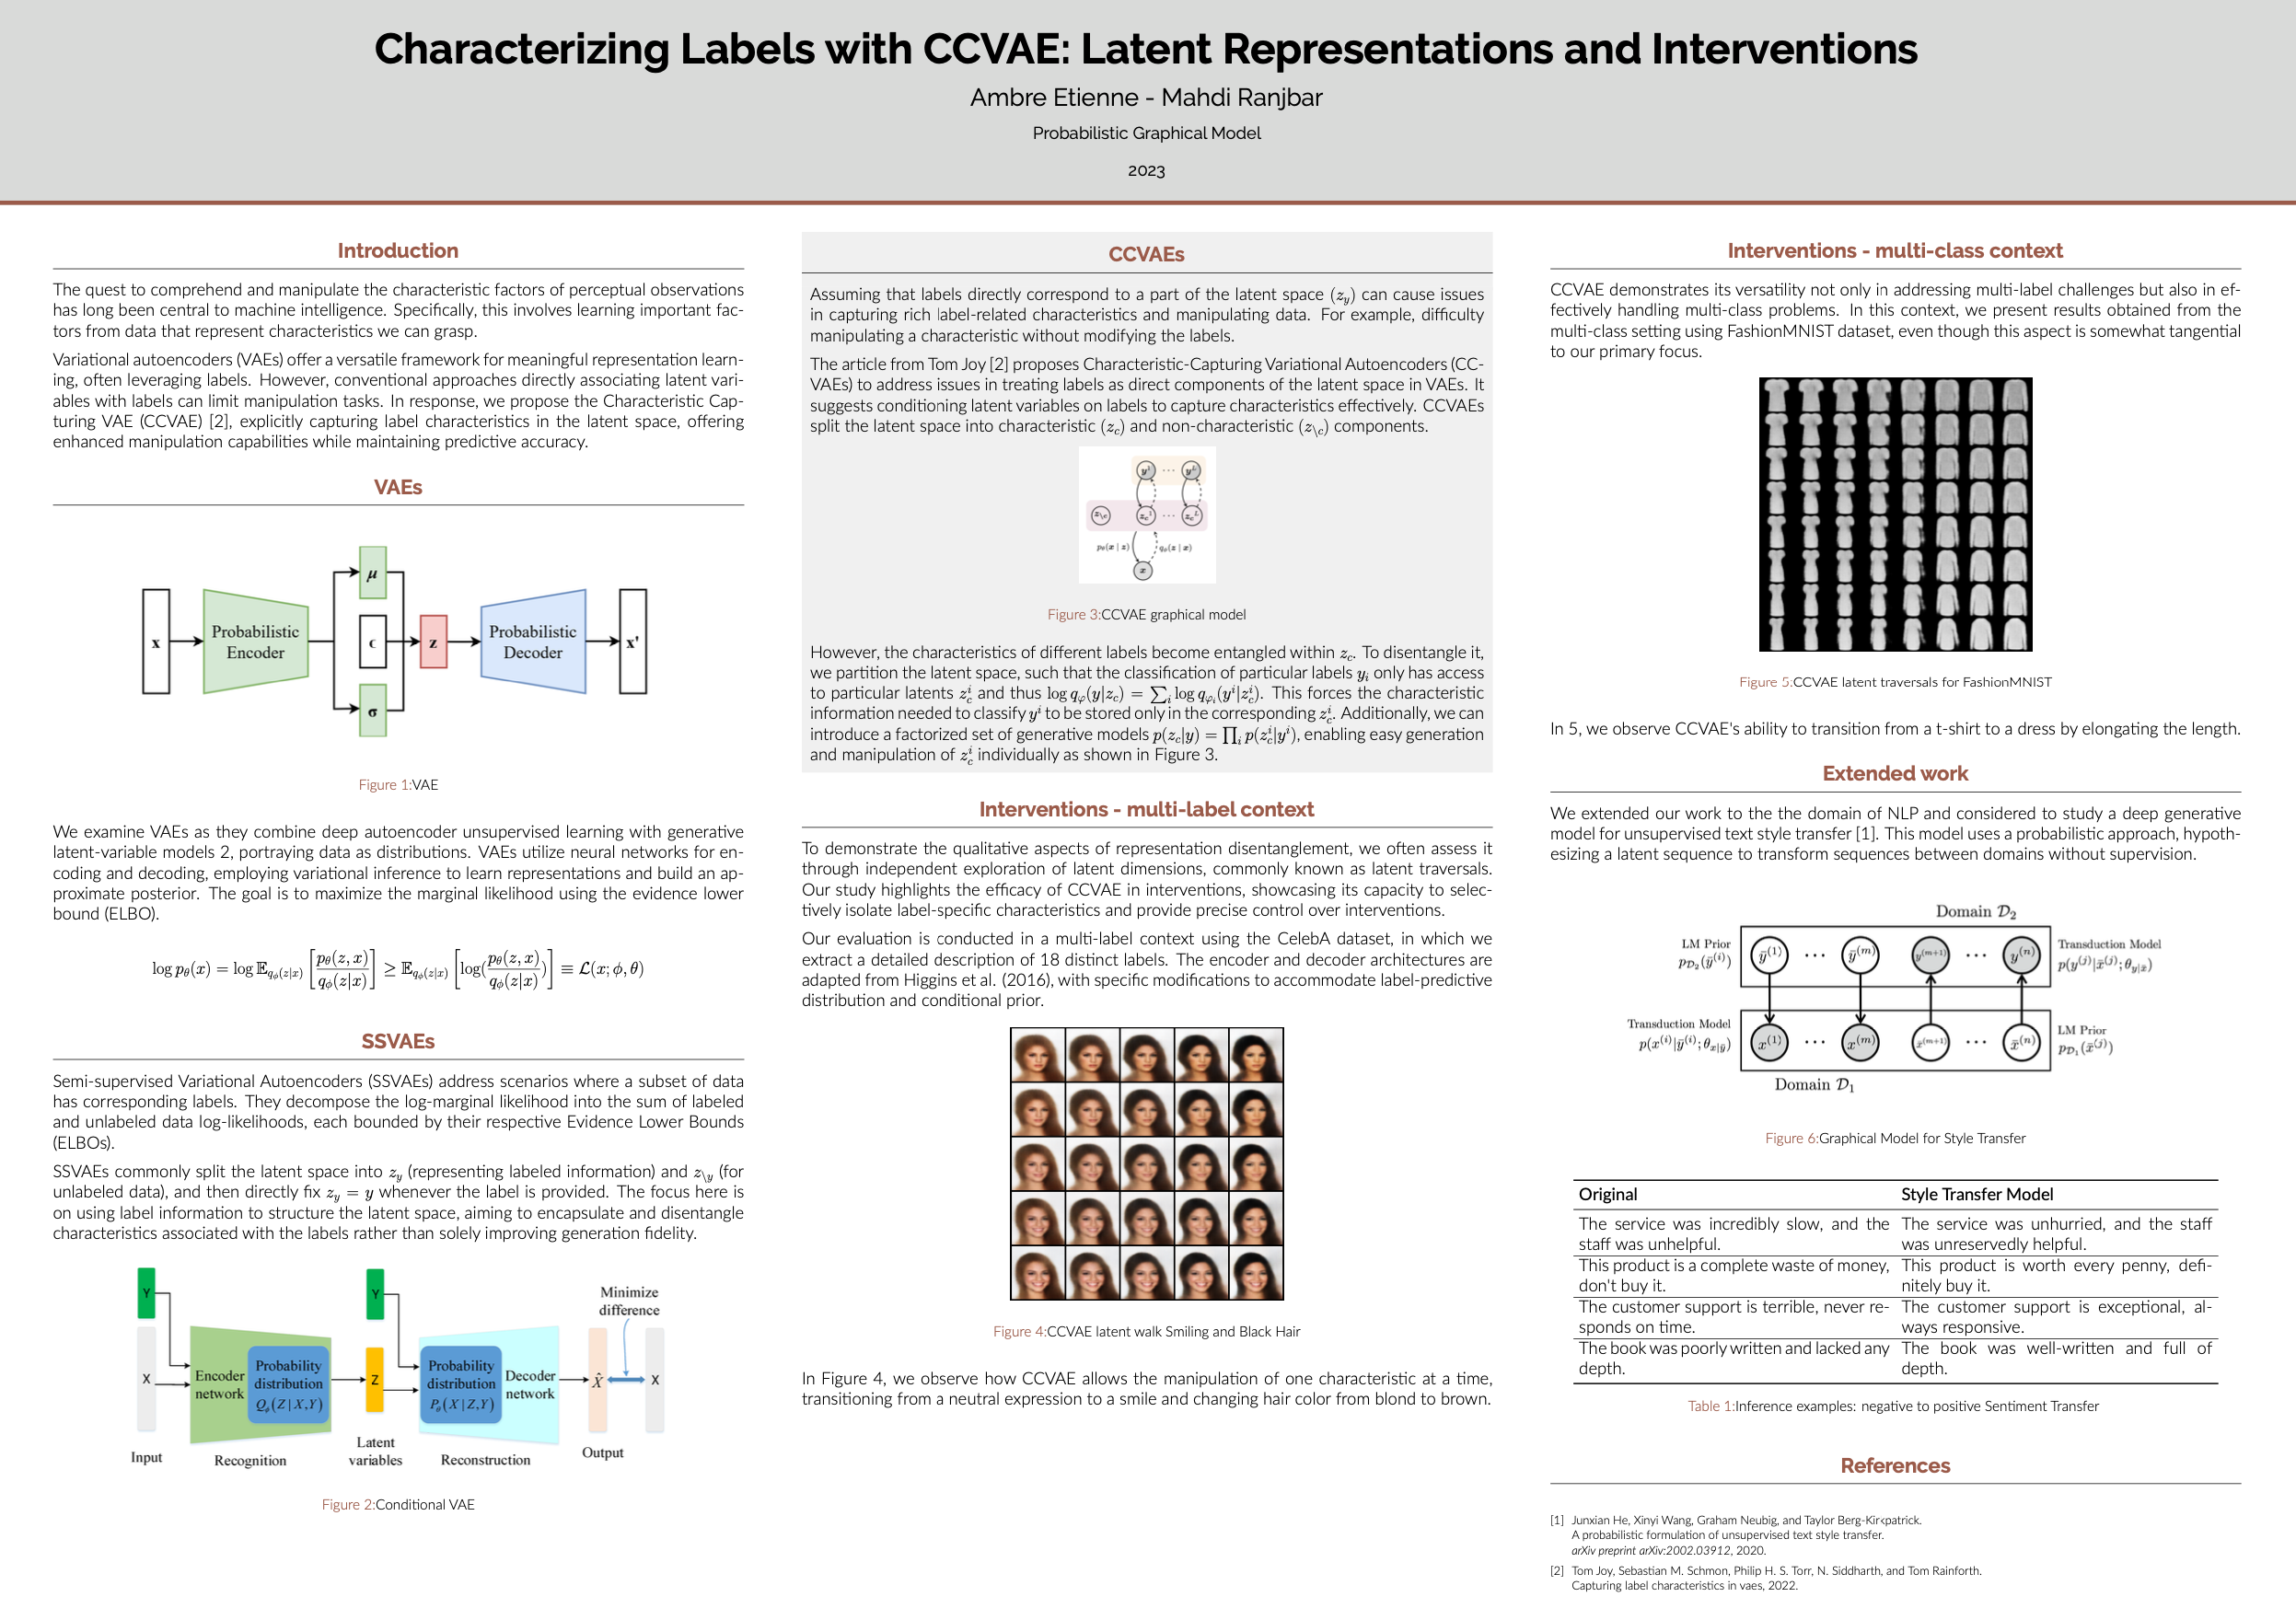 Characterizing Labels with CCVAE: Latent Representations and Interventions
Ambre Etienne - Mahdi Ranjbar
Probabilistic Graphical Model
2023
Introduction
The quest to comprehend and manipulate the characteristic factors of perceptual observations
has long been central to machine intelligence. Specifically, this involves learning important fac-
tors from data that represent characteristics we can grasp.
Variational autoencoders (VAEs) offer a versatile framework for meaningful representation learn-
ing, often leveraging labels. However, conventional approaches directly associating latent vari-
ables with labels can limit manipulation tasks. In response, we propose the Characteristic Cap-
turing VAE (CCVAE) [2], explicitly capturing label characteristics in the latent space, offering
enhanced manipulation capabilities while maintaining predictive accuracy.
VAEs
x
Probabilistic
Encoder
μ
ϵ
σ
z
Probabilistic
Decoder
x'
Figure 1:VAE
We examine VAEs as they combine deep autoencoder unsupervised learning with generative
latent-variable models 2, portraying data as distributions. VAEs utilize neural networks for en-
coding and decoding, employing variational inference to learn representations and build an ap-
proximate posterior. The goal is to maximize the marginal likelihood using the evidence lower
bound (ELBO).
log p_θ(x) = log 𝔼_{q_ϕ(z|x)} [p_θ(z, x) / q_ϕ(z|x)] ≥ 𝔼_{q_ϕ(z|x)} [log(p_θ(z, x) / q_ϕ(z|x))] ≡ ℒ(x; ϕ, θ)
SSVAEs
Semi-supervised Variational Autoencoders (SSVAEs) address scenarios where a subset of data
has corresponding labels. They decompose the log-marginal likelihood into the sum of labeled
and unlabeled data log-likelihoods, each bounded by their respective Evidence Lower Bounds
(ELBOs).
SSVAEs commonly split the latent space into z_y (representing labeled information) and z_{\y} (for
unlabeled data), and then directly fix z_y = y whenever the label is provided. The focus here is
on using label information to structure the latent space, aiming to encapsulate and disentangle
characteristics associated with the labels rather than solely improving generation fidelity.
Y
X
Input
Encoder
network
Probability
distribution
Q_ϕ(Z | X,Y)
Recognition
Y
Z
Latent
variables
Probability
distribution
P_θ(X | Z,Y)
Decoder
network
Reconstruction
Minimize
difference
X̂
X
Output
Figure 2:Conditional VAE
CCVAEs
Assuming that labels directly correspond to a part of the latent space (z_y) can cause issues
in capturing rich label-related characteristics and manipulating data. For example, difficulty
manipulating a characteristic without modifying the labels.
The article from Tom Joy [2] proposes Characteristic-Capturing Variational Autoencoders (CC-
VAEs) to address issues in treating labels as direct components of the latent space in VAEs. It
suggests conditioning latent variables on labels to capture characteristics effectively. CCVAEs
split the latent space into characteristic (z_c) and non-characteristic (z_{\c}) components.
y^1 ··· y^L
z_{\c} z_c^1 ··· z_c^L
p_θ(x | z) q_ϕ(z | x)
x
Figure 3:CCVAE graphical model
However, the characteristics of different labels become entangled within z_c. To disentangle it,
we partition the latent space, such that the classification of particular labels y_i only has access
to particular latents z_c^i and thus log q_φ(y|z_c) = ∑_i log q_{φ_i}(y^i|z_c^i). This forces the characteristic
information needed to classify y^i to be stored only in the corresponding z_c^i. Additionally, we can
introduce a factorized set of generative models p(z_c|y) = ∏_i p(z_c^i|y^i), enabling easy generation
and manipulation of z_c^i individually as shown in Figure 3.
Interventions - multi-label context
To demonstrate the qualitative aspects of representation disentanglement, we often assess it
through independent exploration of latent dimensions, commonly known as latent traversals.
Our study highlights the efficacy of CCVAE in interventions, showcasing its capacity to selec-
tively isolate label-specific characteristics and provide precise control over interventions.
Our evaluation is conducted in a multi-label context using the CelebA dataset, in which we
extract a detailed description of 18 distinct labels. The encoder and decoder architectures are
adapted from Higgins et al. (2016), with specific modifications to accommodate label-predictive
distribution and conditional prior.
Figure 4:CCVAE latent walk Smiling and Black Hair
In Figure 4, we observe how CCVAE allows the manipulation of one characteristic at a time,
transitioning from a neutral expression to a smile and changing hair color from blond to brown.
Interventions - multi-class context
CCVAE demonstrates its versatility not only in addressing multi-label challenges but also in ef-
fectively handling multi-class problems. In this context, we present results obtained from the
multi-class setting using FashionMNIST dataset, even though this aspect is somewhat tangential
to our primary focus.
Figure 5:CCVAE latent traversals for FashionMNIST
In 5, we observe CCVAE's ability to transition from a t-shirt to a dress by elongating the length.
Extended work
We extended our work to the the domain of NLP and considered to study a deep generative
model for unsupervised text style transfer [1]. This model uses a probabilistic approach, hypoth-
esizing a latent sequence to transform sequences between domains without supervision.
Domain 𝒟_2
LM Prior
p_{𝒟_2}(ȳ^(i))
ȳ^(1) ··· ȳ^(m) y^(m+1) ··· y^(n)
Transduction Model
p(y^(j)|x̄^(j); θ_{y|x̄})
Transduction Model
p(x^(i)|ȳ^(i); θ_{x|ȳ})
x^(1) ··· x^(m) x̄^(m+1) ··· x̄^(n)
LM Prior
p_{𝒟_1}(x̄^(j))
Domain 𝒟_1
Figure 6:Graphical Model for Style Transfer
Original Style Transfer Model
The service was incredibly slow, and the The service was unhurried, and the staff
staff was unhelpful. was unreservedly helpful.
This product is a complete waste of money, This product is worth every penny, defi-
don't buy it. nitely buy it.
The customer support is terrible, never re- The customer support is exceptional, al-
sponds on time. ways responsive.
The book was poorly written and lacked any The book was well-written and full of
depth. depth.
Table 1:Inference examples: negative to positive Sentiment Transfer
References
[1] Junxian He, Xinyi Wang, Graham Neubig, and Taylor Berg-Kirkpatrick.
A probabilistic formulation of unsupervised text style transfer.
arXiv preprint arXiv:2002.03912, 2020.
[2] Tom Joy, Sebastian M. Schmon, Philip H. S. Torr, N. Siddharth, and Tom Rainforth.
Capturing label characteristics in vaes, 2022.